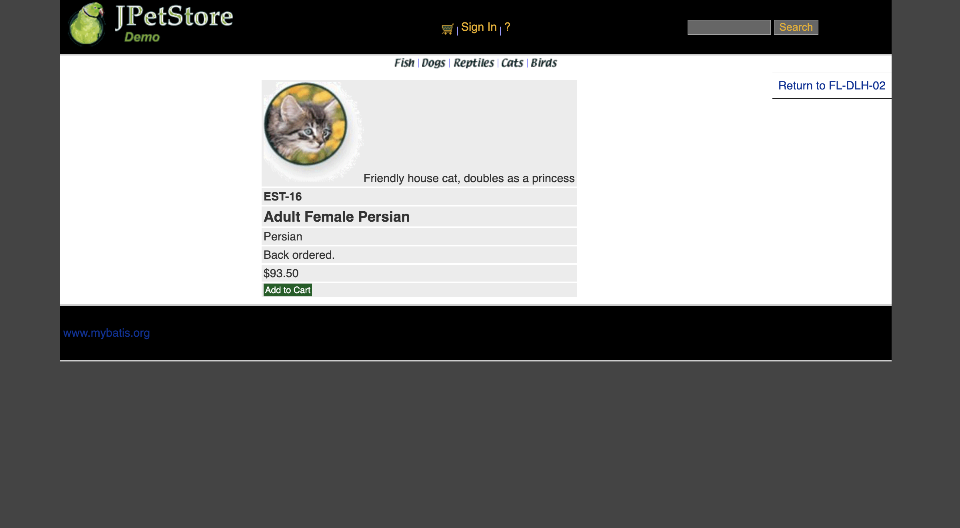 JPetStore
Demo
| Sign In | ?
Search
Fish | Dogs | Reptiles | Cats | Birds
Return to FL-DLH-02
Friendly house cat, doubles as a princess
EST-16
Adult Female Persian
Persian
Back ordered.
$93.50
Add to Cart
www.mybatis.org